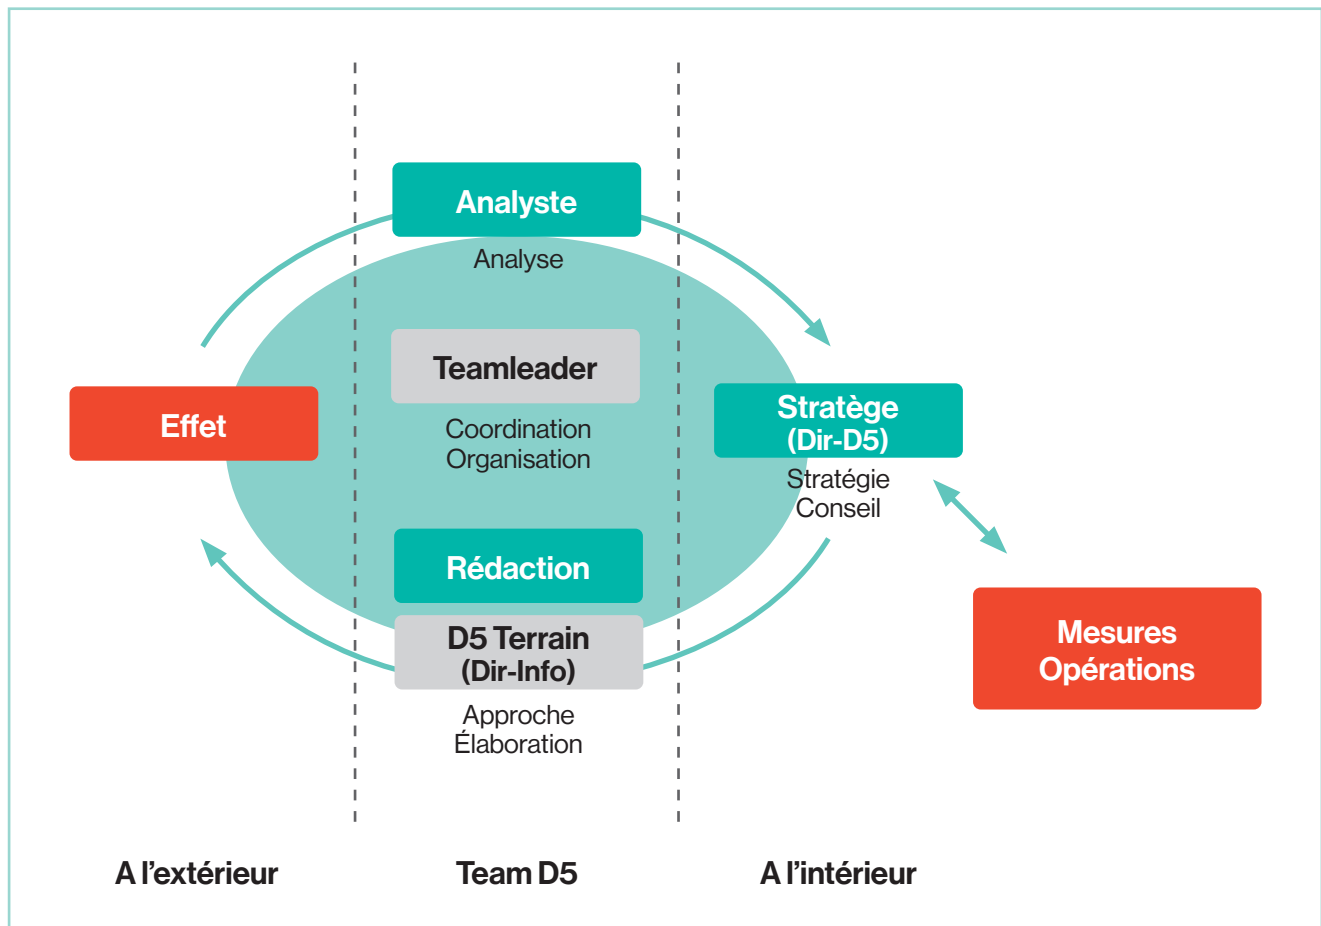 Analyste
Analyse
Teamleader
Coordination
Organisation
Effet
Stratège
(Dir-D5)
Stratégie
Conseil
Rédaction
D5 Terrain
(Dir-Info)
Approche
Élaboration
Mesures
Opérations
A l’extérieur
Team D5
A l’intérieur